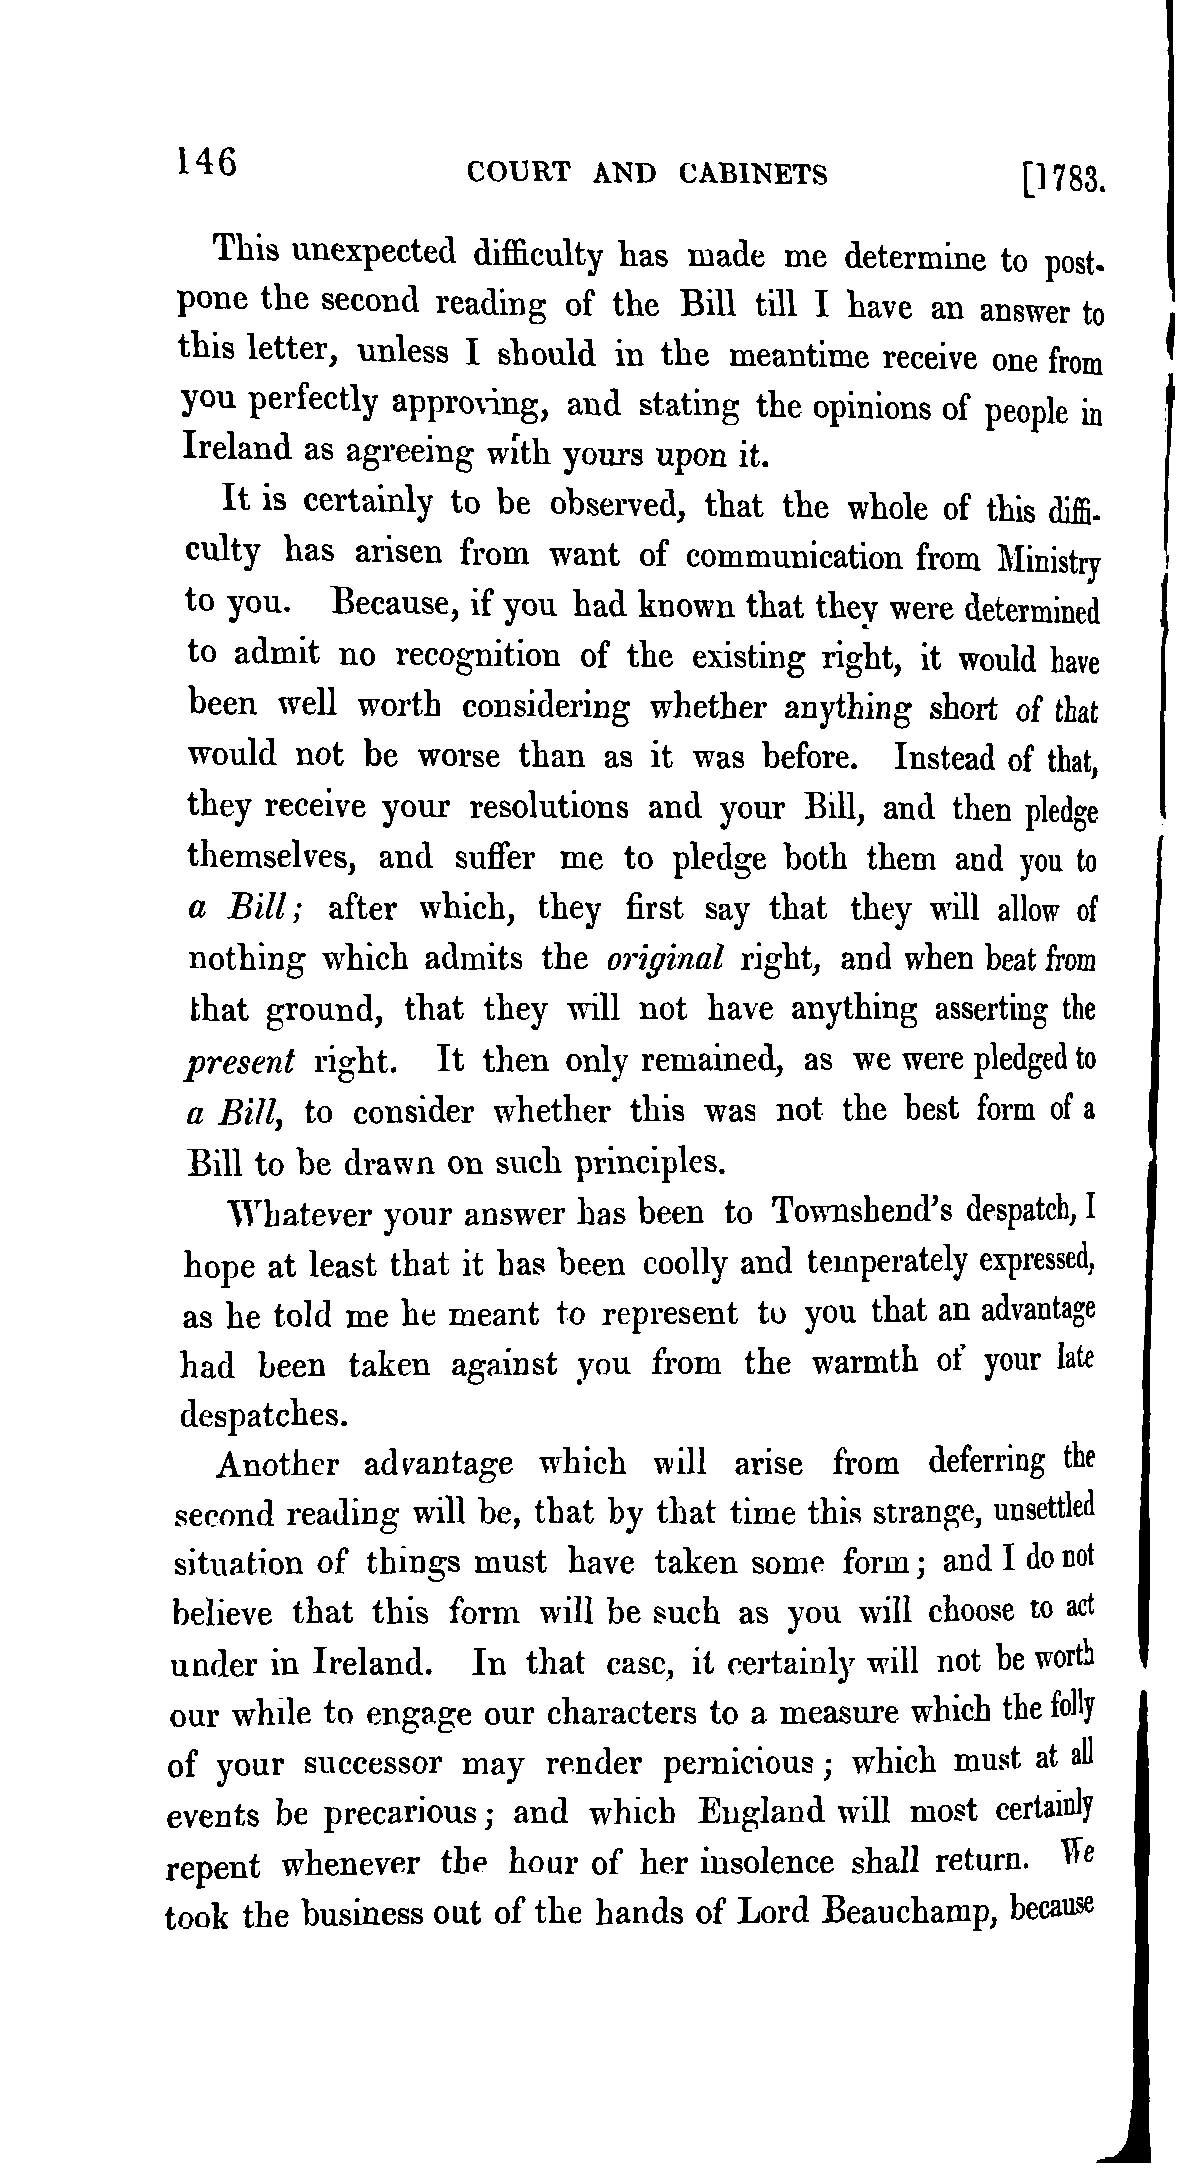 146 COURT AND CABINETS [1783.
This unexpected difficulty has made me determine to post-
pone the second reading of the Bill till I have an answer to
this letter, unless I should in the meantime receive one from
you perfectly approving, and stating the opinions of people in
Ireland as agreeing with yours upon it.
It is certainly to be observed, that the whole of this diffi-
culty has arisen from want of communication from Ministry
to you. Because, if you had known that they were determined
to admit no recognition of the existing right, it would have
been well worth considering whether anything short of that
would not be worse than as it was before. Instead of that,
they receive your resolutions and your Bill, and then pledge
themselves, and suffer me to pledge both them and you to
a Bill; after which, they first say that they will allow of
nothing which admits the original right, and when beat from
that ground, that they will not have anything asserting the
present right. It then only remained, as we were pledged to
a Bill, to consider whether this was not the best form of a
Bill to be drawn on such principles.
Whatever your answer has been to Townshend's despatch, I
hope at least that it has been coolly and temperately expressed,
as he told me he meant to represent to you that an advantage
had been taken against you from the warmth of your late
despatches.
Another advantage which will arise from deferring the
second reading will be, that by that time this strange, unsettled
situation of things must have taken some form; and I do not
believe that this form will be such as you will choose to act
under in Ireland. In that case, it certainly will not be worth
our while to engage our characters to a measure which the folly
of your successor may render pernicious; which must at all
events be precarious; and which England will most certainly
repent whenever the hour of her insolence shall return. We
took the business out of the hands of Lord Beauchamp, because